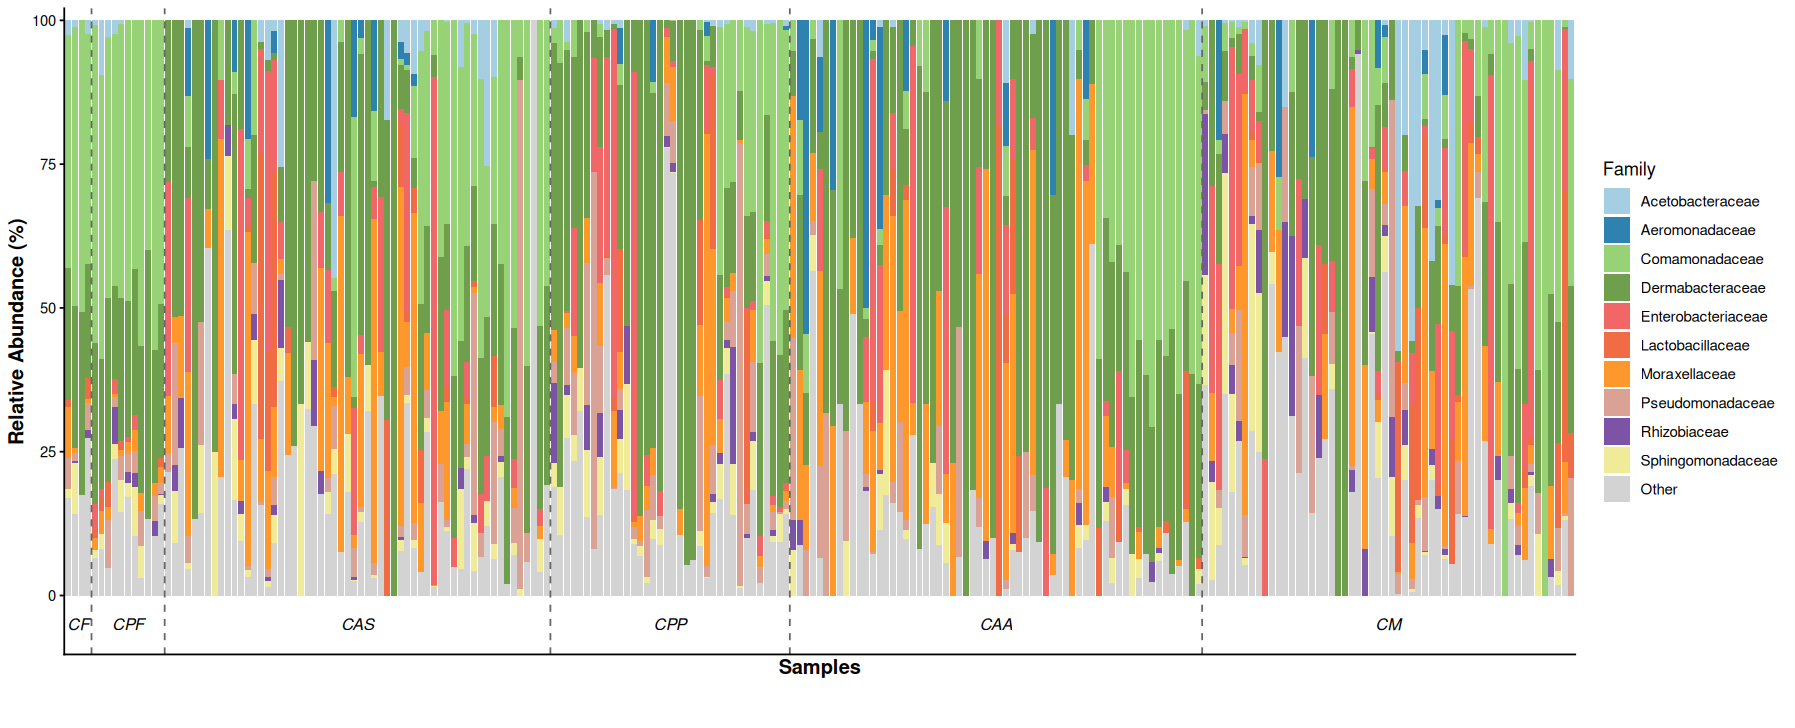 100
75
50
25
0
Relative Abundance (%)
CF CPF CAS CPP CAA CM
Samples
Family
Acetobacteraceae
Aeromonadaceae
Comamonadaceae
Dermabacteraceae
Enterobacteriaceae
Lactobacillaceae
Moraxellaceae
Pseudomonadaceae
Rhizobiaceae
Sphingomonadaceae
Other